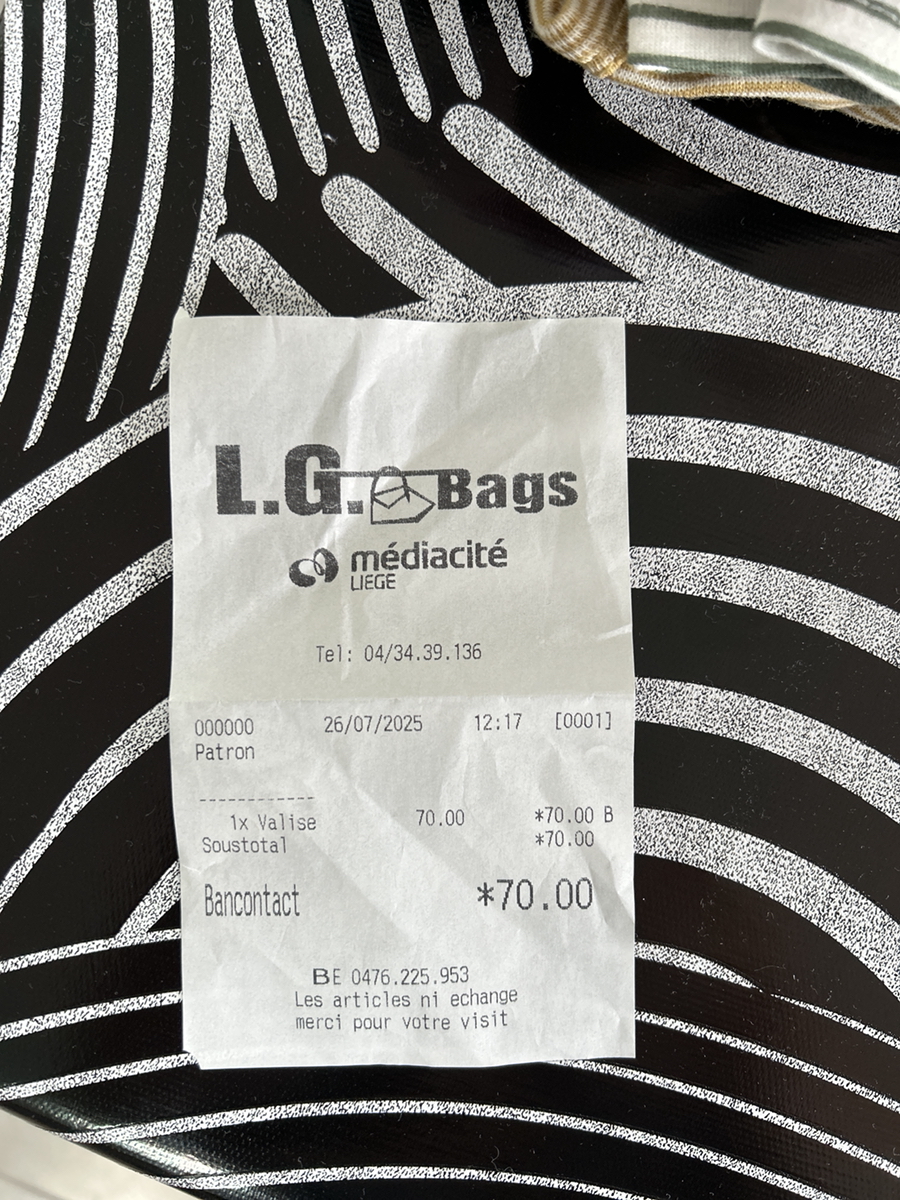 L.G. Bags
médiacité
LIEGE
Tel: 04/34.39.136
000000 26/07/2025 12:17 [0001]
Patron
------------
1x Valise 70.00 *70.00 B
Soustotal *70.00
Bancontact *70.00
BE 0476.225.953
Les articles ni echange
merci pour votre visit